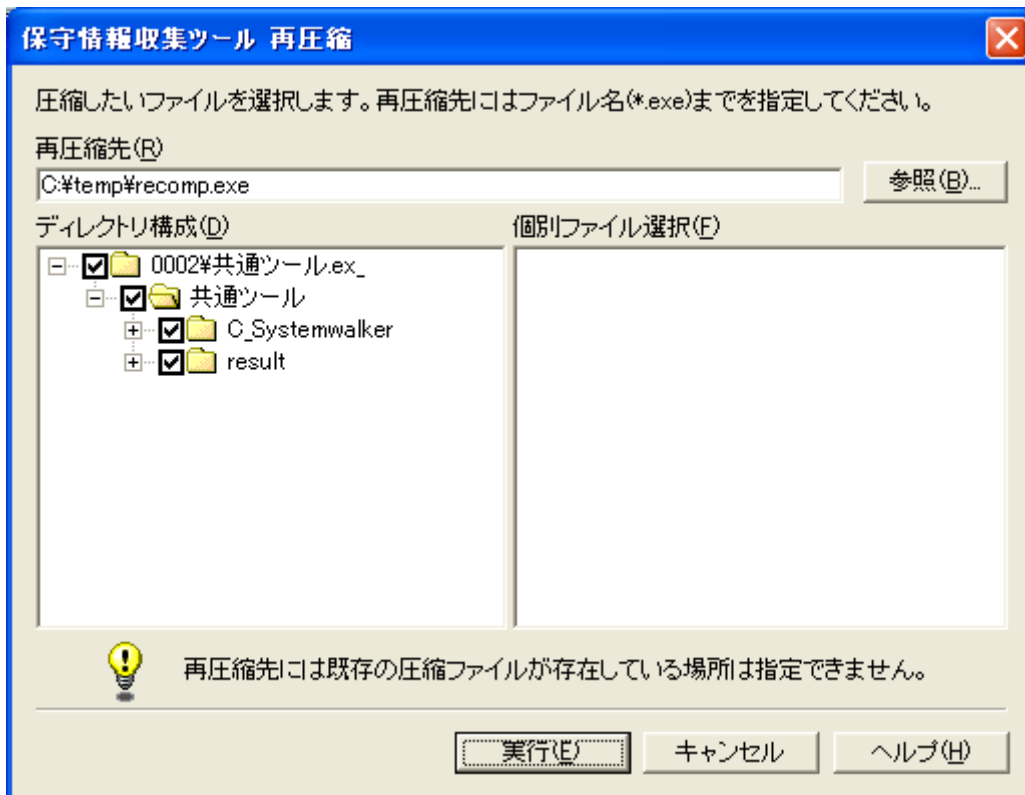 保守情報収集ツール 再圧縮
圧縮したいファイルを選択します。再圧縮先にはファイル名(*.exe)までを指定してください。
再圧縮先(R)
C:¥temp¥recomp.exe
参照(B)...
ディレクトリ構成(D)
個別ファイル選択(F)
0002¥共通ツール.ex_
共通ツール
C_Systemwalker
result
再圧縮先には既存の圧縮ファイルが存在している場所は指定できません。
実行(E)
キャンセル
ヘルプ(H)